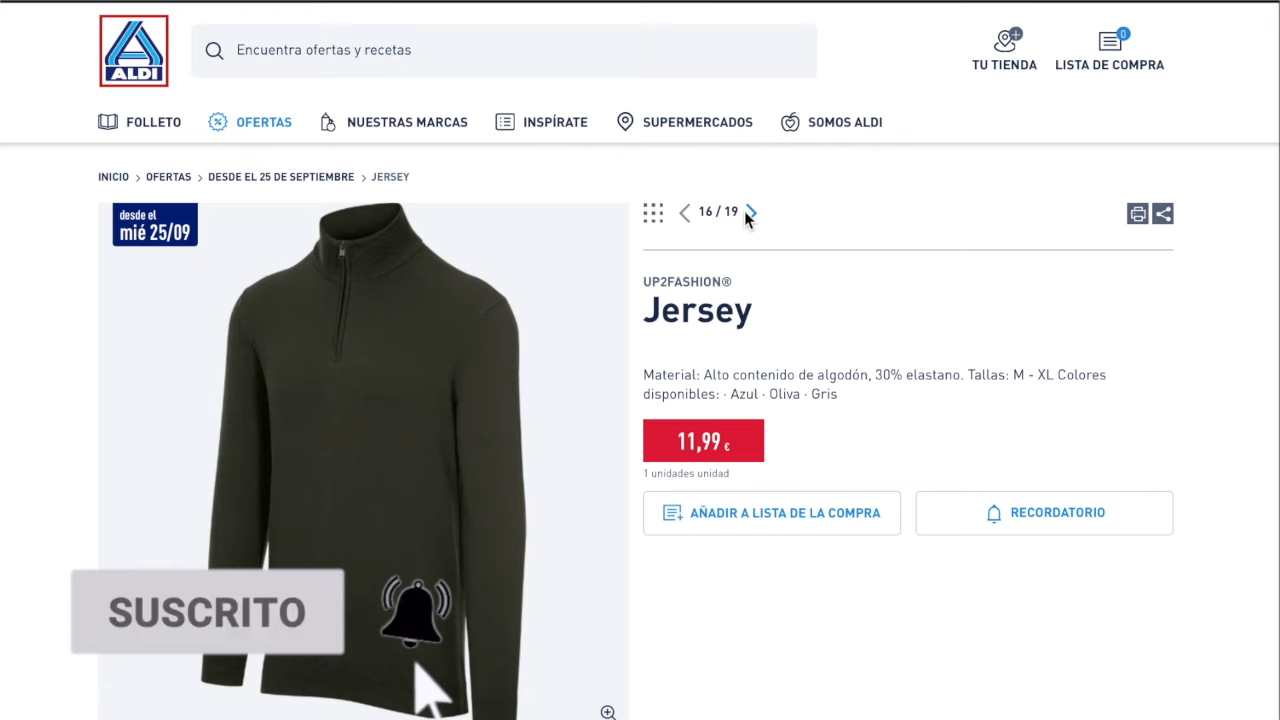 ALDI
Encuentra ofertas y recetas
TU TIENDA
0
LISTA DE COMPRA
FOLLETO
OFERTAS
NUESTRAS MARCAS
INSPÍRATE
SUPERMERCADOS
SOMOS ALDI
INICIO > OFERTAS > DESDE EL 25 DE SEPTIEMBRE > JERSEY
desde el
mié 25/09
16 / 19
UP2FASHION®
Jersey
Material: Alto contenido de algodón, 30% elastano. Tallas: M - XL Colores
disponibles: · Azul · Oliva · Gris
11,99 €
1 unidades unidad
AÑADIR A LISTA DE LA COMPRA
RECORDATORIO
SUSCRITO